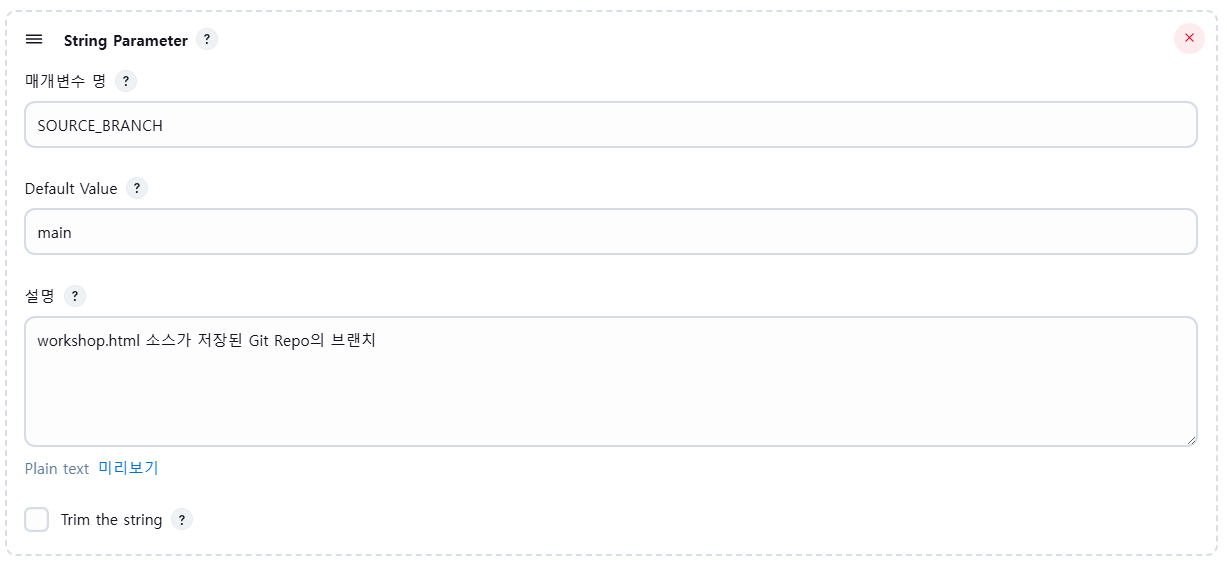 String Parameter ?
매개변수 명 ?
SOURCE_BRANCH
Default Value ?
main
설명 ?
workshop.html 소스가 저장된 Git Repo의 브랜치
Plain text 미리보기
Trim the string ?